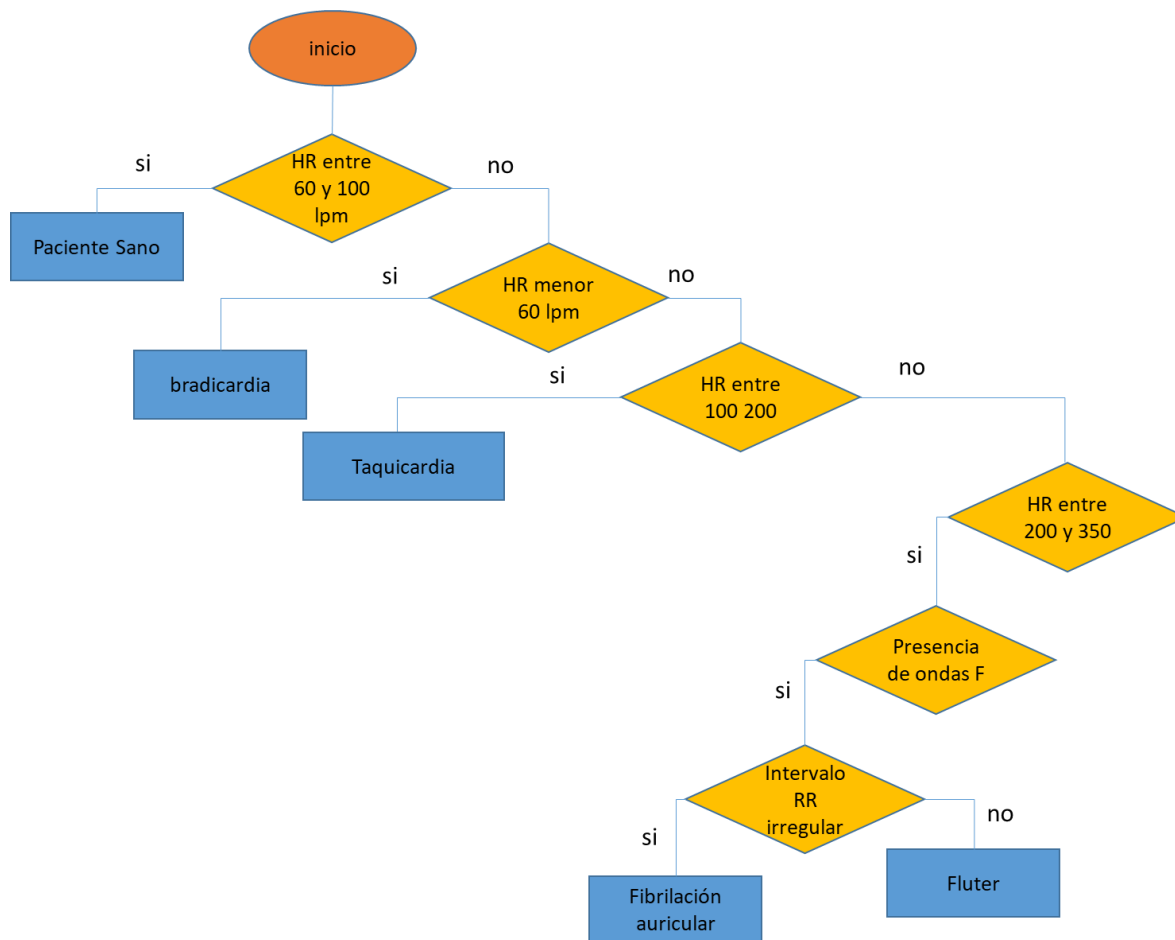 inicio
si
HR entre
60 y 100
lpm
no
Paciente Sano
si
HR menor
60 lpm
no
bradicardia
si
HR entre
100 200
no
Taquicardia
HR entre
200 y 350
si
Presencia
de ondas F
si
Intervalo
RR
irregular
si
no
Fibrilación
auricular
Fluter